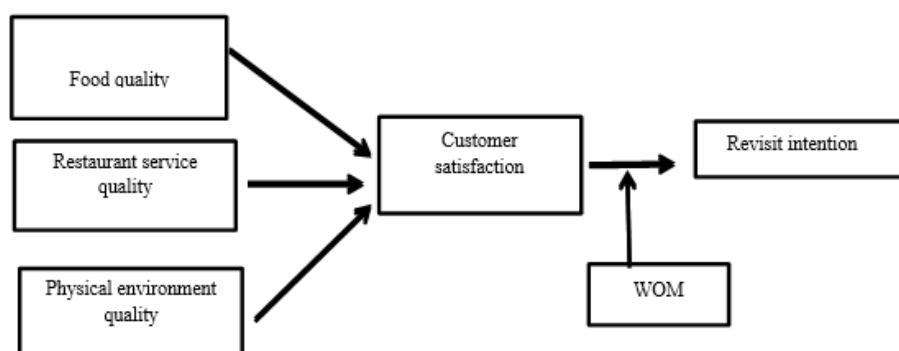 Food quality
Restaurant service
quality
Physical environment
quality
Customer
satisfaction
Revisit intention
WOM